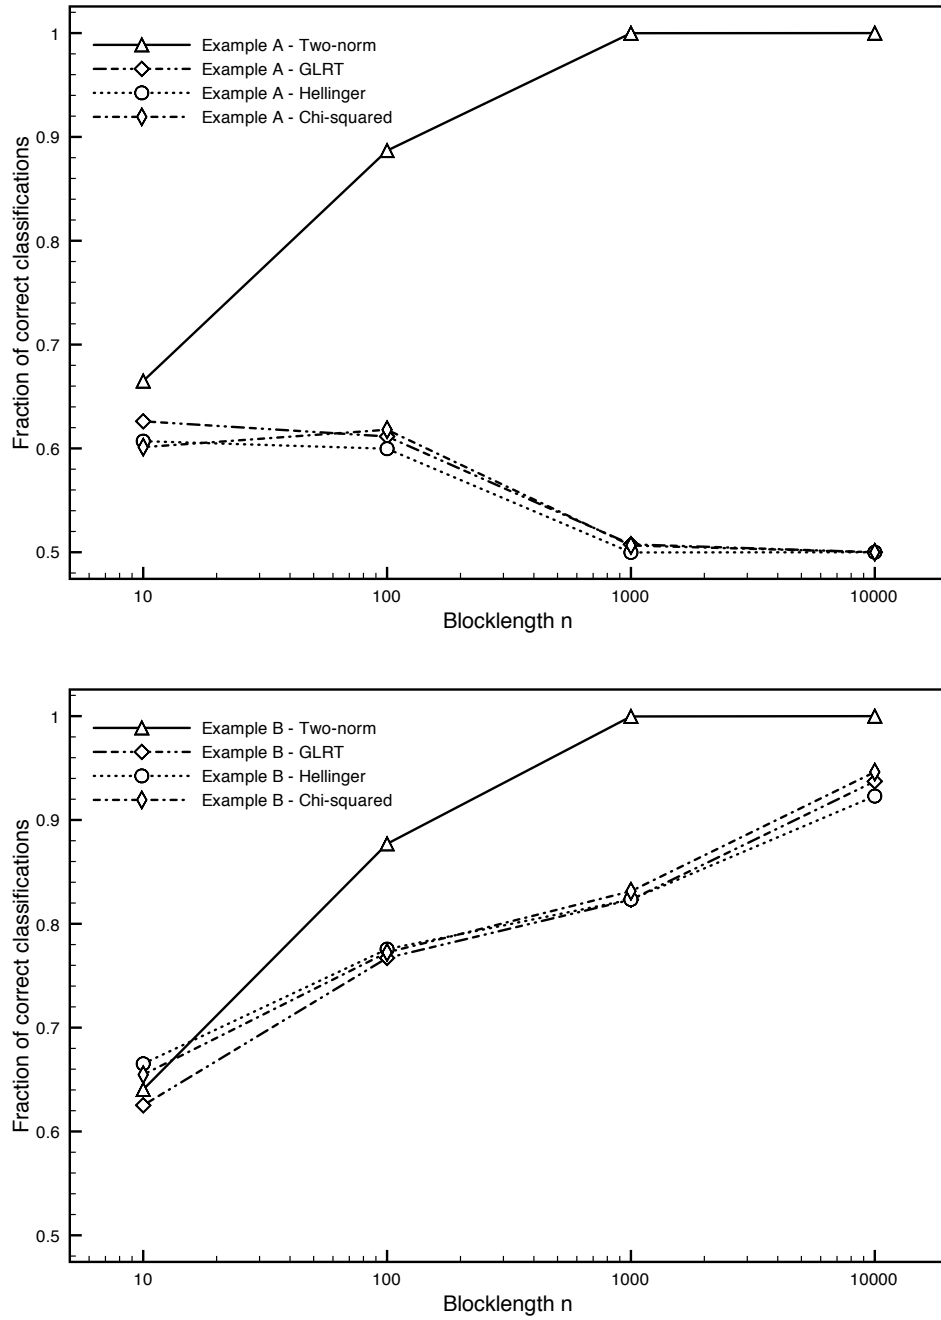 1
Example A - Two-norm
Example A - GLRT
Example A - Hellinger
Example A - Chi-squared
0.9
0.8
0.7
0.6
0.5
Fraction of correct classifications
10 100 1000 10000
Blocklength n
1
Example B - Two-norm
Example B - GLRT
Example B - Hellinger
Example B - Chi-squared
0.9
0.8
0.7
0.6
0.5
Fraction of correct classifications
10 100 1000 10000
Blocklength n